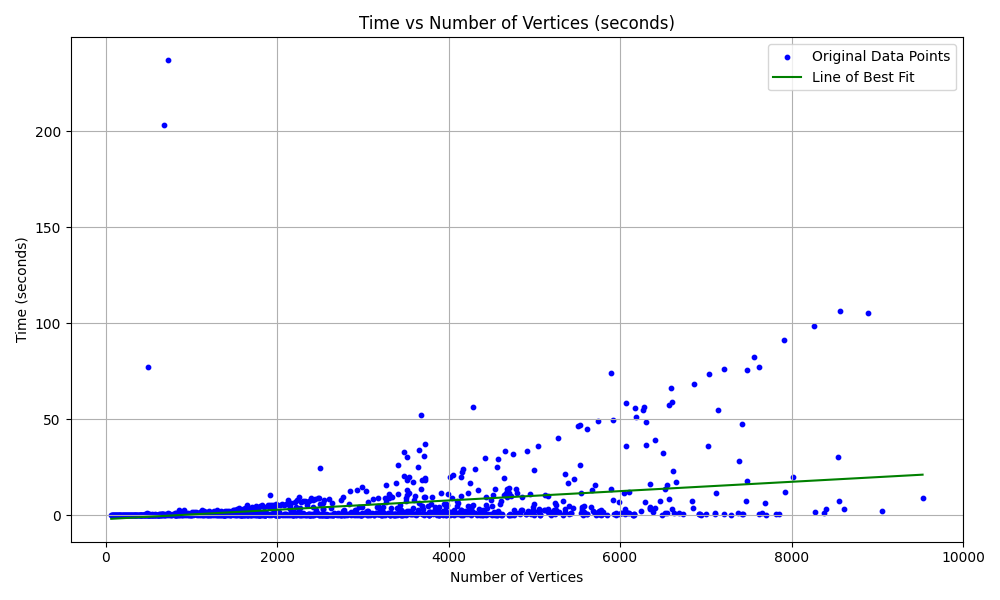 Time vs Number of Vertices (seconds)
Original Data Points
Line of Best Fit
200
150
100
50
0
Time (seconds)
0 2000 4000 6000 8000 10000
Number of Vertices